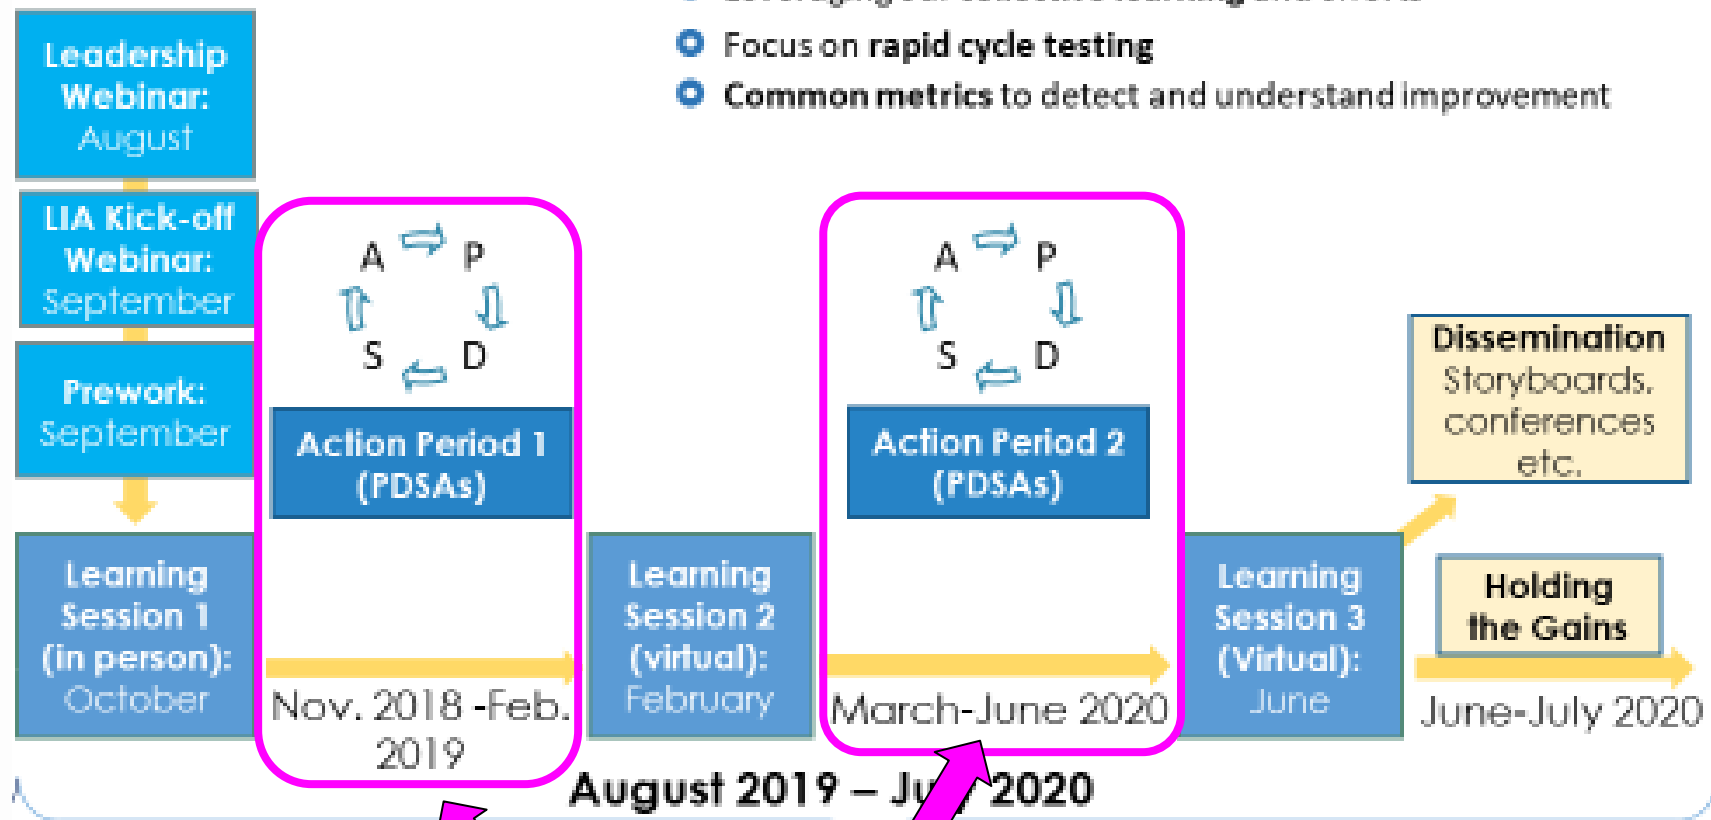 Focus on rapid cycle testing
Common metrics to detect and understand improvement
Leadership
Webinar:
August
LIA Kick-off
Webinar:
September
Prework:
September
Learning
Session 1
(in person):
October
A P
S D
Action Period 1
(PDSAs)
Nov. 2018 -Feb.
2019
Learning
Session 2
(virtual):
February
A P
S D
Action Period 2
(PDSAs)
March-June 2020
Learning
Session 3
(Virtual):
June
Dissemination
Storyboards,
conferences
etc.
Holding
the Gains
June-July 2020
August 2019 – July 2020